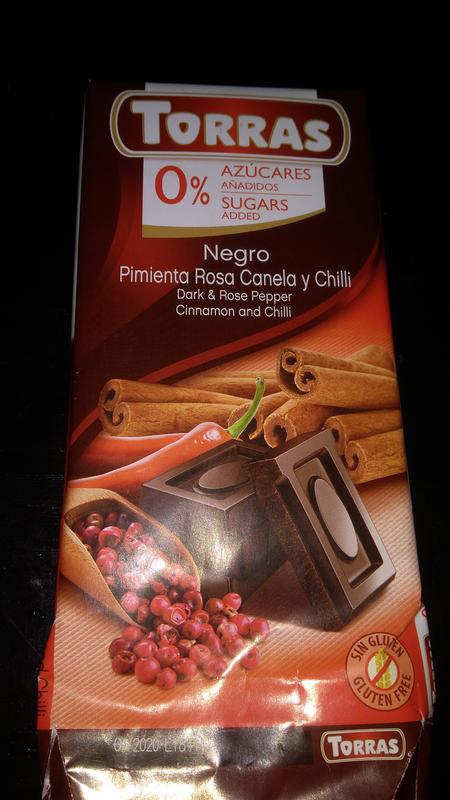 TORRAS
0% AZÚCARES
AÑADIDOS
SUGARS
ADDED
Negro
Pimienta Rosa Canela y Chilli
Dark & Rose Pepper
Cinnamon and Chilli
SIN GLUTEN
GLUTEN FREE
Chilli
TORRAS